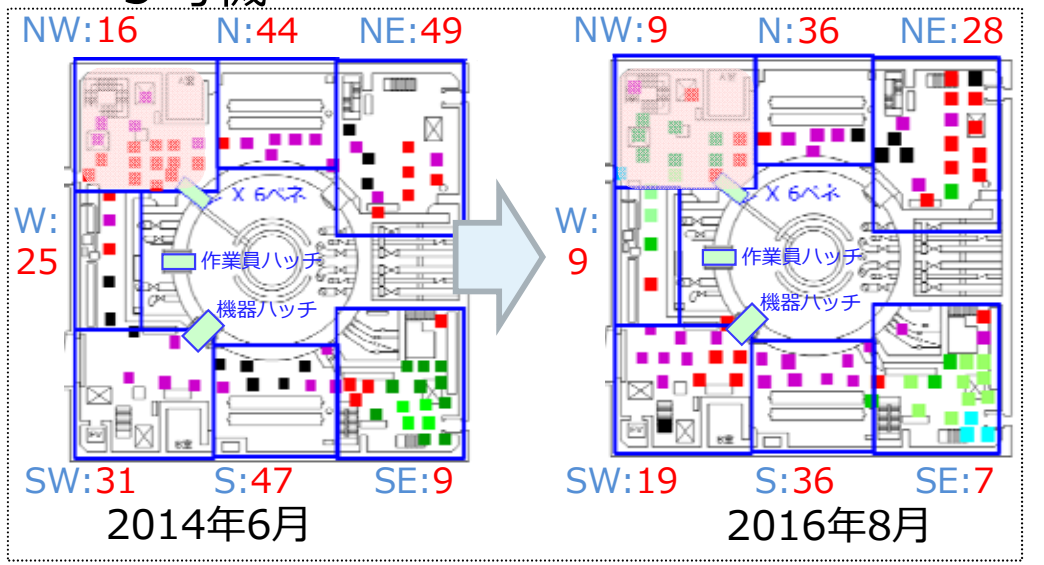 号機
NW:16 N:44 NE:49
X 6ペネ
W:
25
作業員ハッチ
機器ハッチ
SW:31 S:47 SE:9
2014年6月
NW:9 N:36 NE:28
X 6ペネ
W:
9
作業員ハッチ
機器ハッチ
SW:19 S:36 SE:7
2016年8月